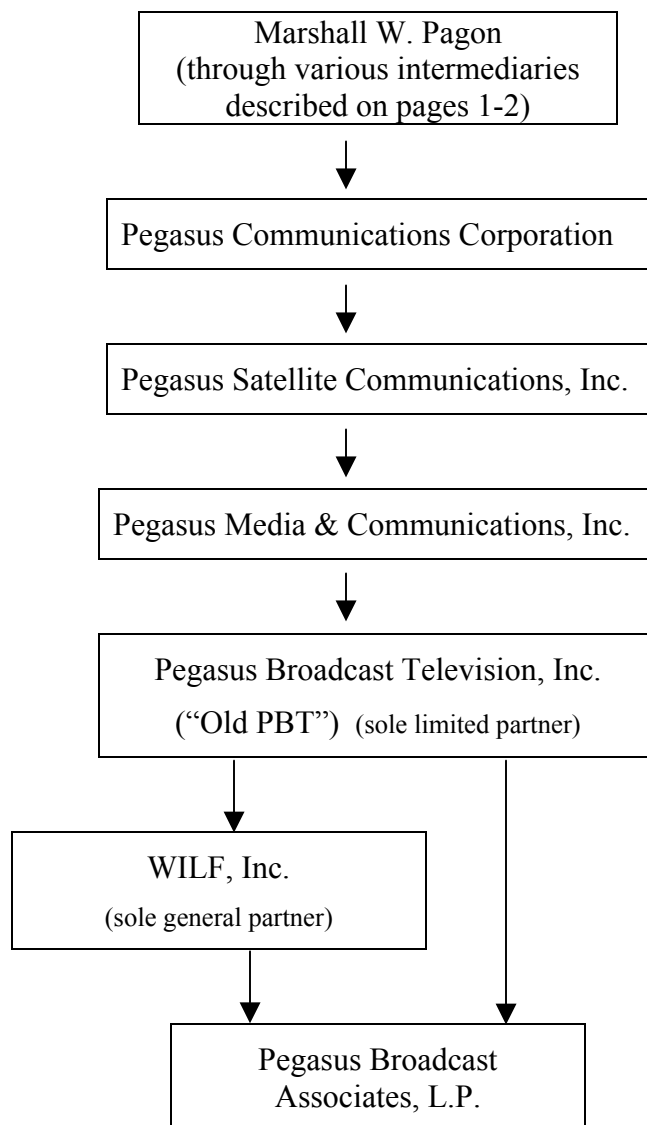 Marshall W. Pagon
(through various intermediaries
described on pages 1-2)
Pegasus Communications Corporation
Pegasus Satellite Communications, Inc.
Pegasus Media & Communications, Inc.
Pegasus Broadcast Television, Inc.
(“Old PBT”) (sole limited partner)
WILF, Inc.
(sole general partner)
Pegasus Broadcast
Associates, L.P.